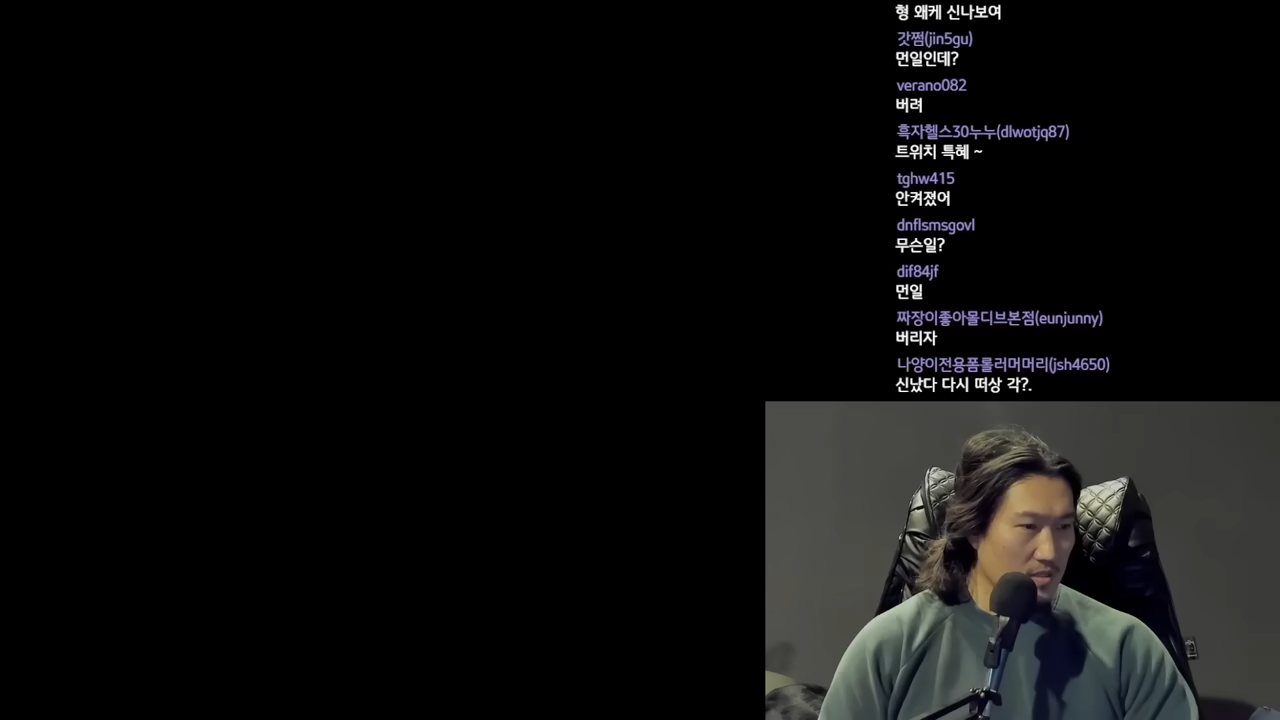 형 왜케 신나보여
갓쩜(jin5gu)
먼일인데?
verano082
버려
흑자헬스30누누(dlwotjq87)
트위치 특혜 ~
tghw415
안켜졌어
dnflsmsgovl
무슨일?
dif84jf
먼일
짜장이좋아몰디브본점(eunjunny)
버리자
나양이전용폼롤러머머리(jsh4650)
신났다 다시 떠상 각?.